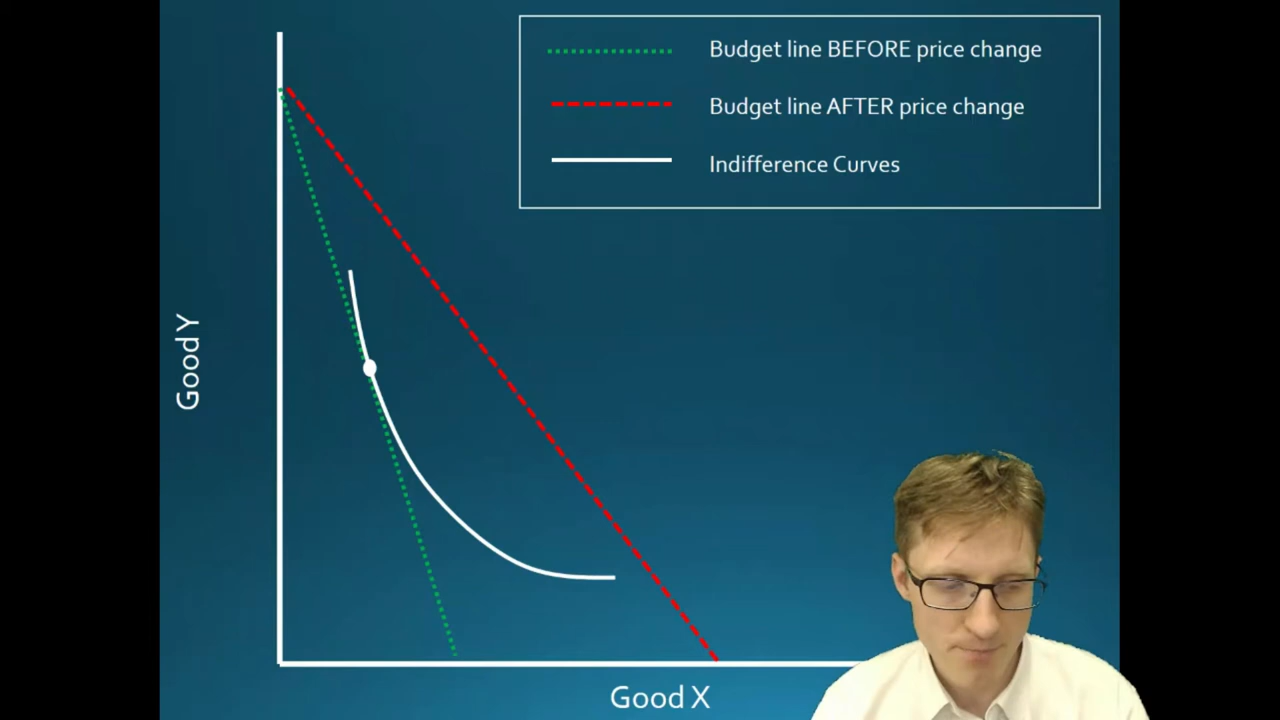 Budget line BEFORE price change
Budget line AFTER price change
Indifference Curves
Good Y
Good X